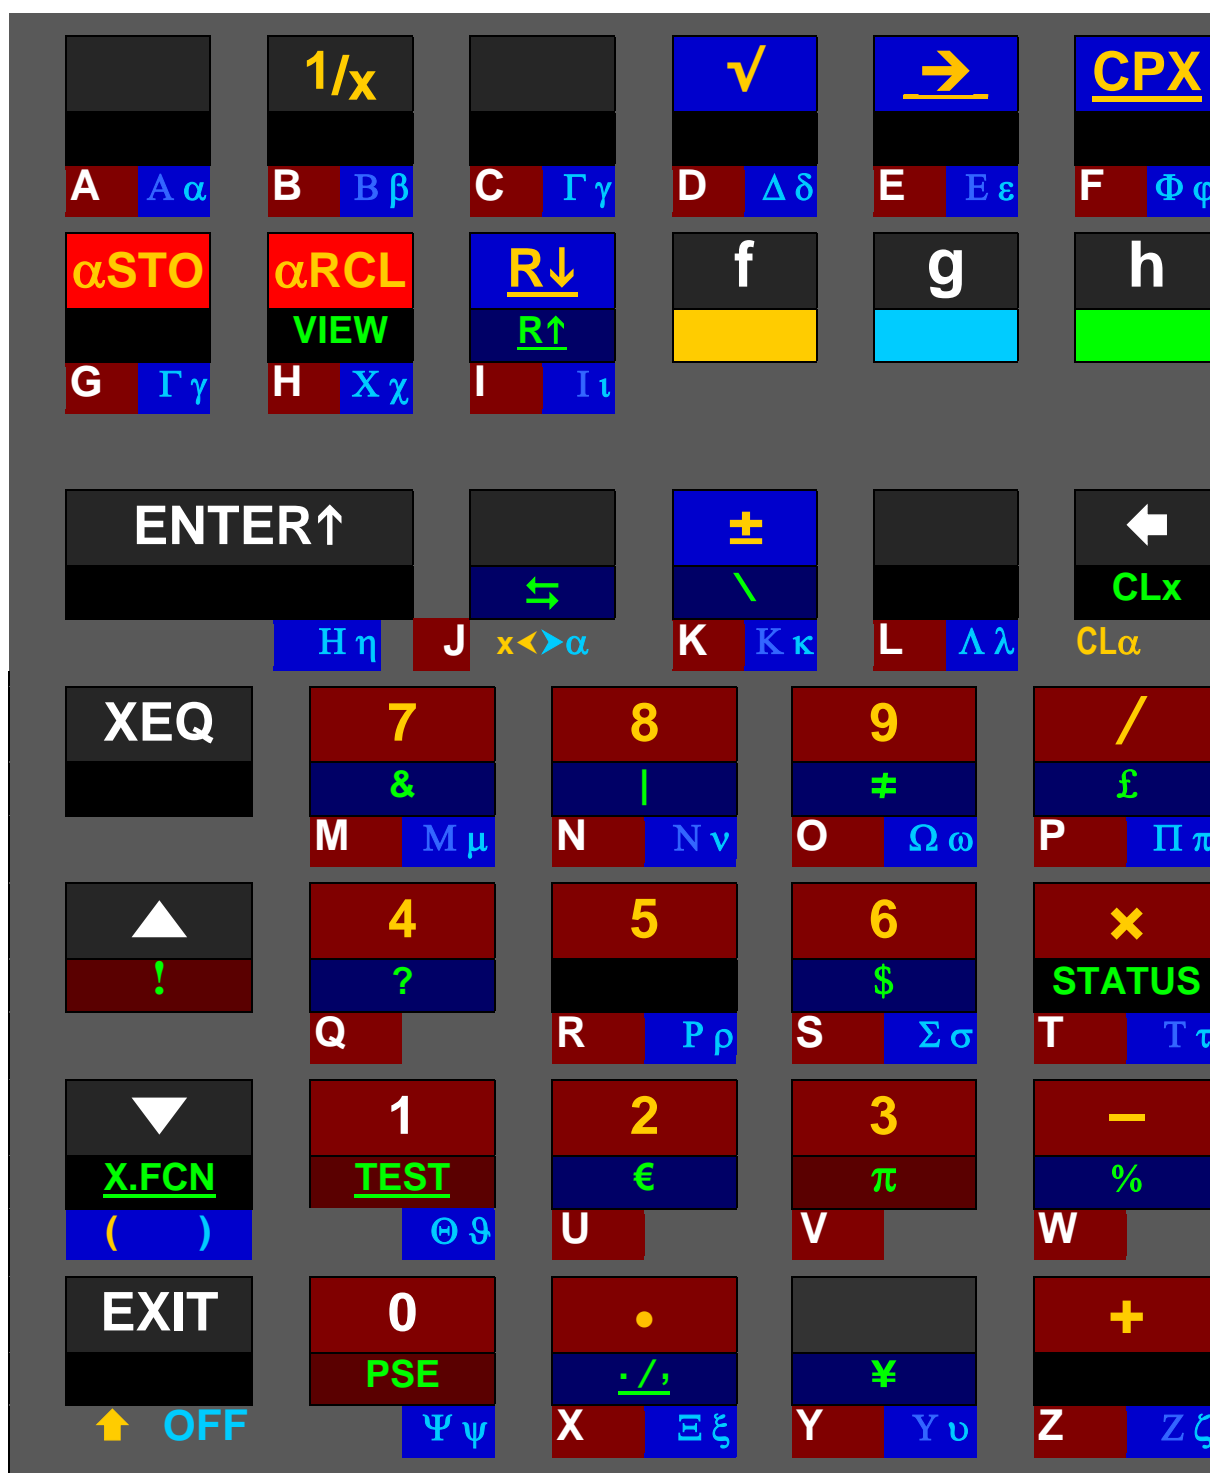 1/x √ → CPX
A Α α B Β β C Γ γ D Δ δ E Ε ε F Φ φ
αSTO αRCL R↓ f g h
VIEW R↑
G Γ γ H Χ χ I Ι ι
ENTER↑ ± 🡄
⇆ \ CLx
Η η J x<>α K Κ κ L Λ λ CLα
XEQ 7 8 9 /
& | ≠ £
M Μ μ N Ν ν O Ω ω P Π π
▲ 4 5 6 ×
! ? $ STATUS
Q R Ρ ρ S Σ σ T Τ τ
▼ 1 2 3 −
X.FCN TEST € π %
( ) Θ ϑ U V W
EXIT 0 • +
PSE ./, ¥
🡅 OFF Ψ ψ X Ξ ξ Y Υ υ Z Ζ ζ